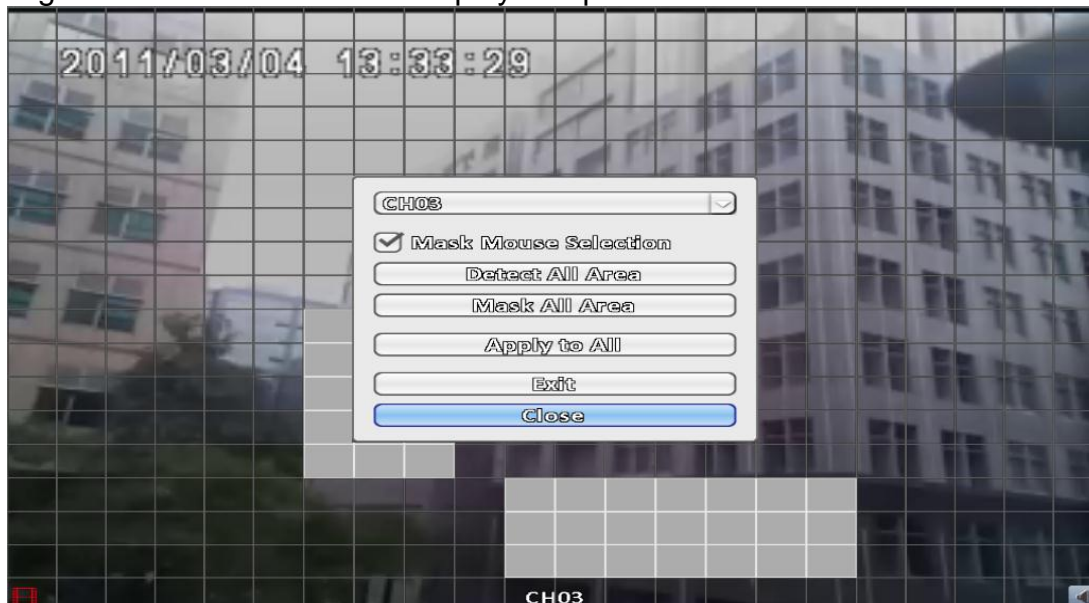 2011/03/04 13:33:29
CH03
Mask Mouse Selection
Detect All Area
Mask All Area
Apply to All
Exit
Close
CH03